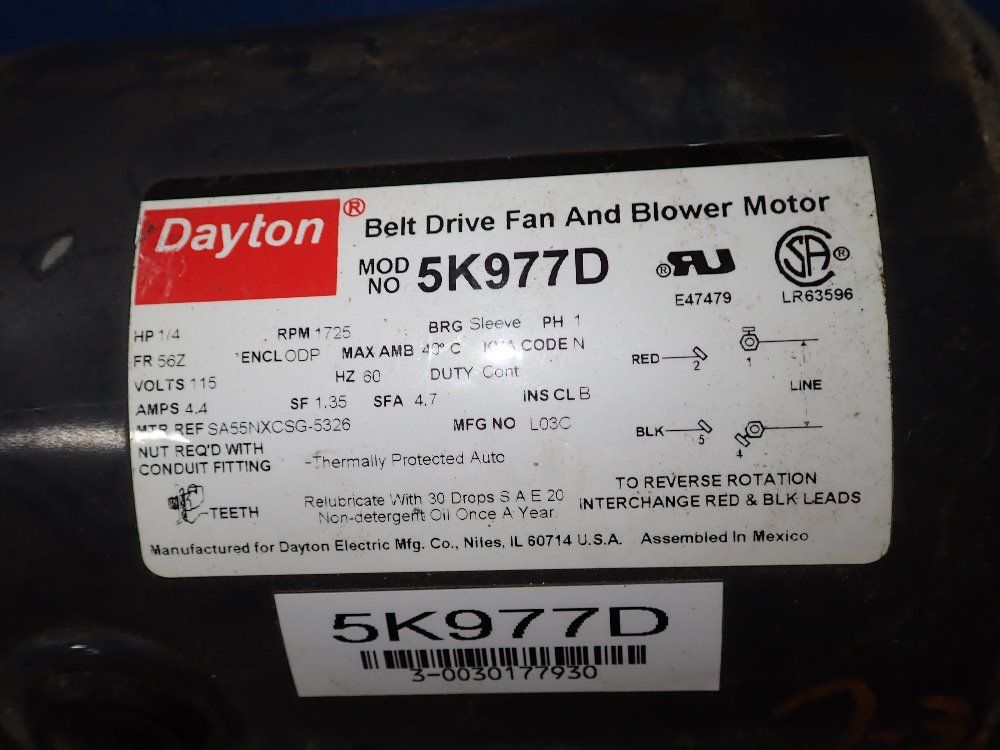 Dayton®
Belt Drive Fan And Blower Motor
MOD NO 5K977D
® RU
E47479
SA ®
LR63596
HP 1/4 RPM 1725 BRG Sleeve PH 1
FR 56Z ENCL ODP MAX AMB 40° C KVA CODE N
VOLTS 115 HZ 60 DUTY Cont
AMPS 4.4 SF 1.35 SFA 4.7 INS CL B
MTR REF SA55NXCSG-5326 MFG NO L03C
NUT REQ'D WITH
CONDUIT FITTING
TEETH
-Thermally Protected Auto
Relubricate With 30 Drops S A E 20
Non-detergent Oil Once A Year.
RED 2 1
LINE
BLK 5 4
TO REVERSE ROTATION
INTERCHANGE RED & BLK LEADS
Manufactured for Dayton Electric Mfg. Co., Niles, IL 60714 U.S.A. Assembled In Mexico
5K977D
3-0030177930